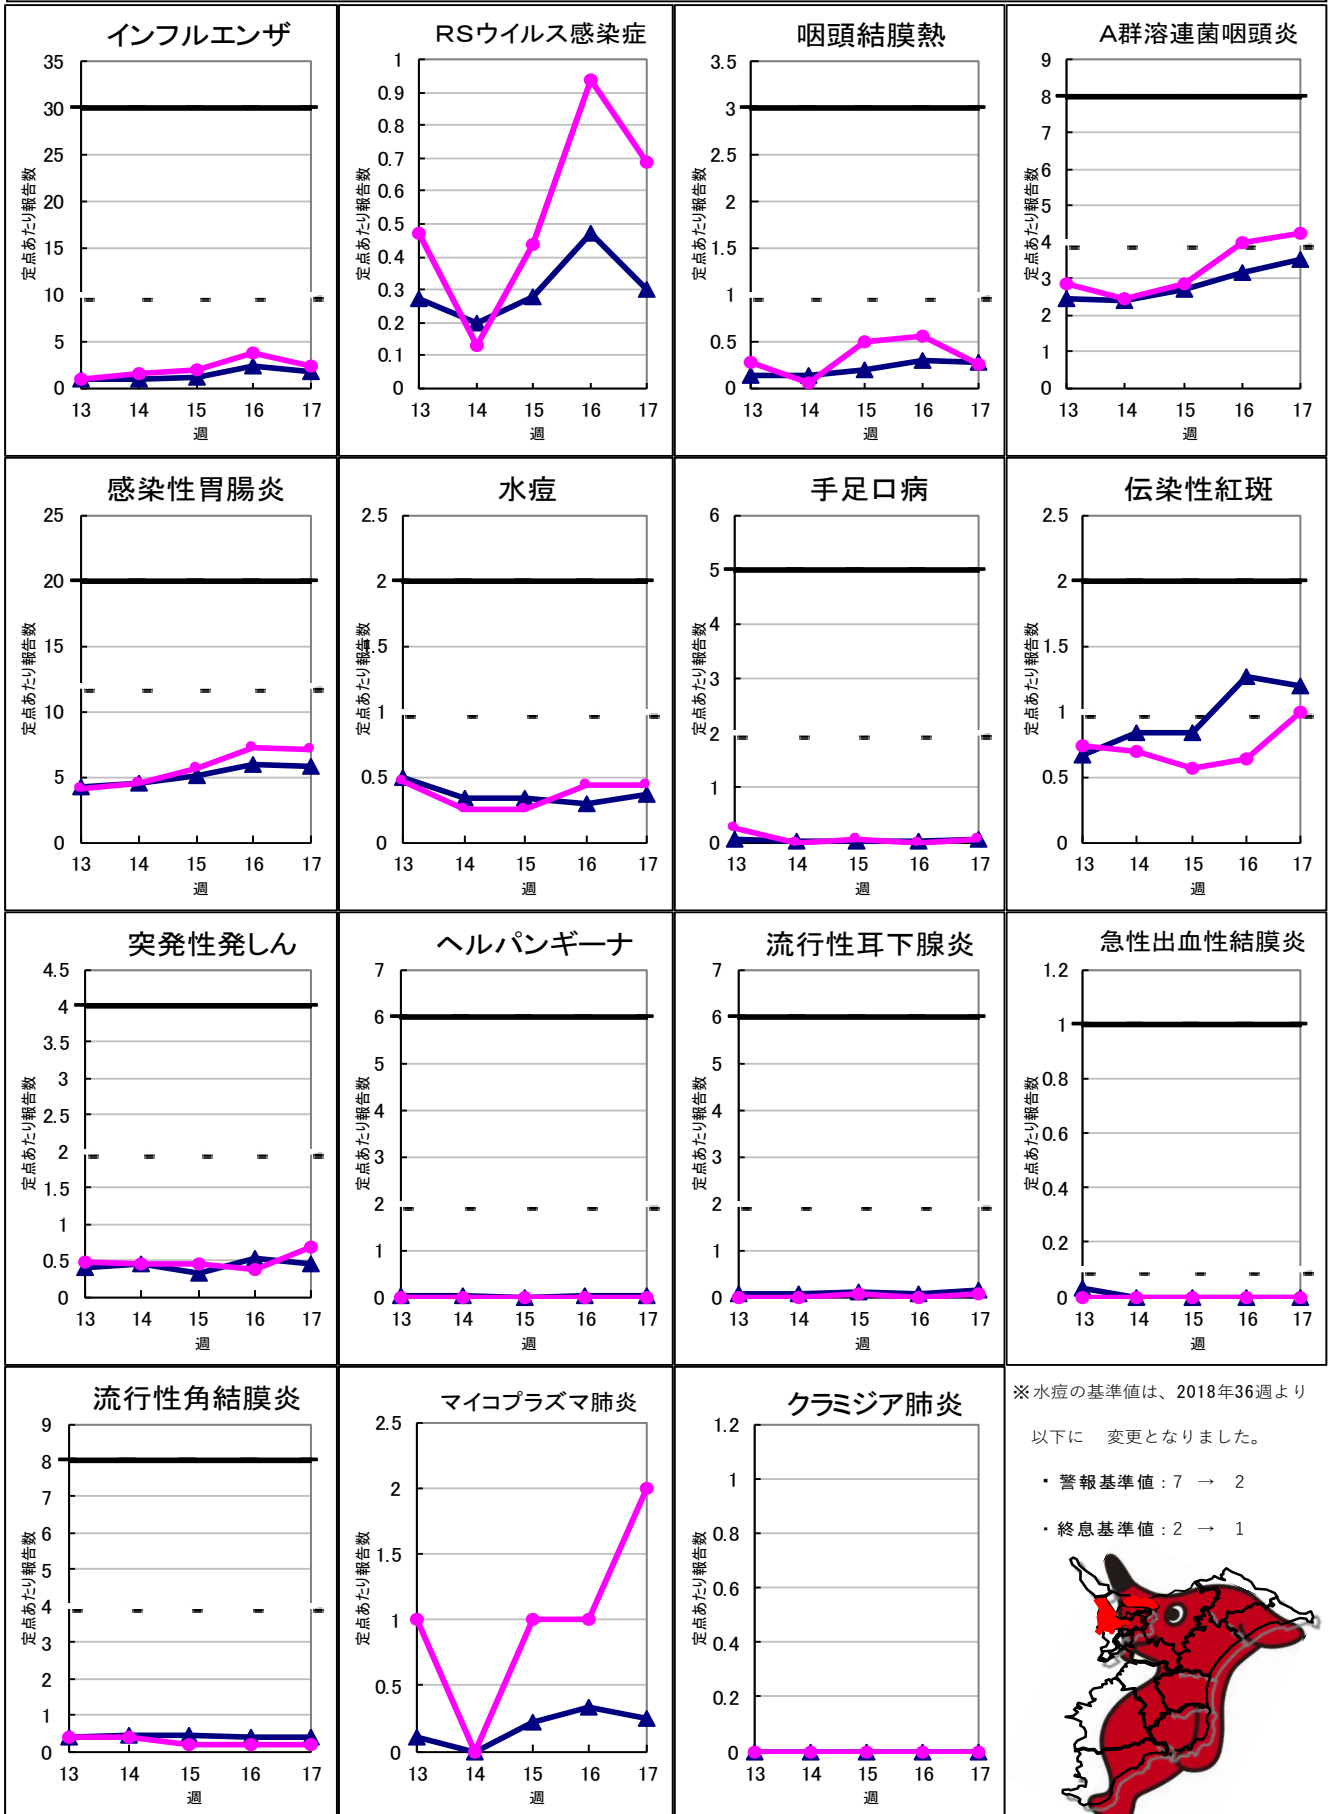 インフルエンザ
35
30
25
20
15
10
5
0
定点あたり報告数
13 14 15 16 17
週
RSウイルス感染症
1
0.9
0.8
0.7
0.6
0.5
0.4
0.3
0.2
0.1
0
定点あたり報告数
13 14 15 16 17
週
咽頭結膜熱
3.5
3
2.5
2
1.5
1
0.5
0
定点あたり報告数
13 14 15 16 17
週
A群溶連菌咽頭炎
9
8
7
6
5
4
3
2
1
0
定点あたり報告数
13 14 15 16 17
週
感染性胃腸炎
25
20
15
10
5
0
定点あたり報告数
13 14 15 16 17
週
水痘
2.5
2
1.5
1
0.5
0
定点あたり報告数
13 14 15 16 17
週
手足口病
6
5
4
3
2
1
0
定点あたり報告数
13 14 15 16 17
週
伝染性紅斑
2.5
2
1.5
1
0.5
0
定点あたり報告数
13 14 15 16 17
週
突発性発しん
4.5
4
3.5
3
2.5
2
1.5
1
0.5
0
定点あたり報告数
13 14 15 16 17
週
ヘルパンギーナ
7
6
5
4
3
2
1
0
定点あたり報告数
13 14 15 16 17
週
流行性耳下腺炎
7
6
5
4
3
2
1
0
定点あたり報告数
13 14 15 16 17
週
急性出血性結膜炎
1.2
1
0.8
0.6
0.4
0.2
0
定点あたり報告数
13 14 15 16 17
週
流行性角結膜炎
9
8
7
6
5
4
3
2
1
0
定点あたり報告数
13 14 15 16 17
週
マイコプラズマ肺炎
2.5
2
1.5
1
0.5
0
定点あたり報告数
13 14 15 16 17
週
クラミジア肺炎
1.2
1
0.8
0.6
0.4
0.2
0
定点あたり報告数
13 14 15 16 17
週
※水痘の基準値は、2018年36週より
以下に 変更となりました。
・警報基準値：7 → 2
・終息基準値：2 → 1